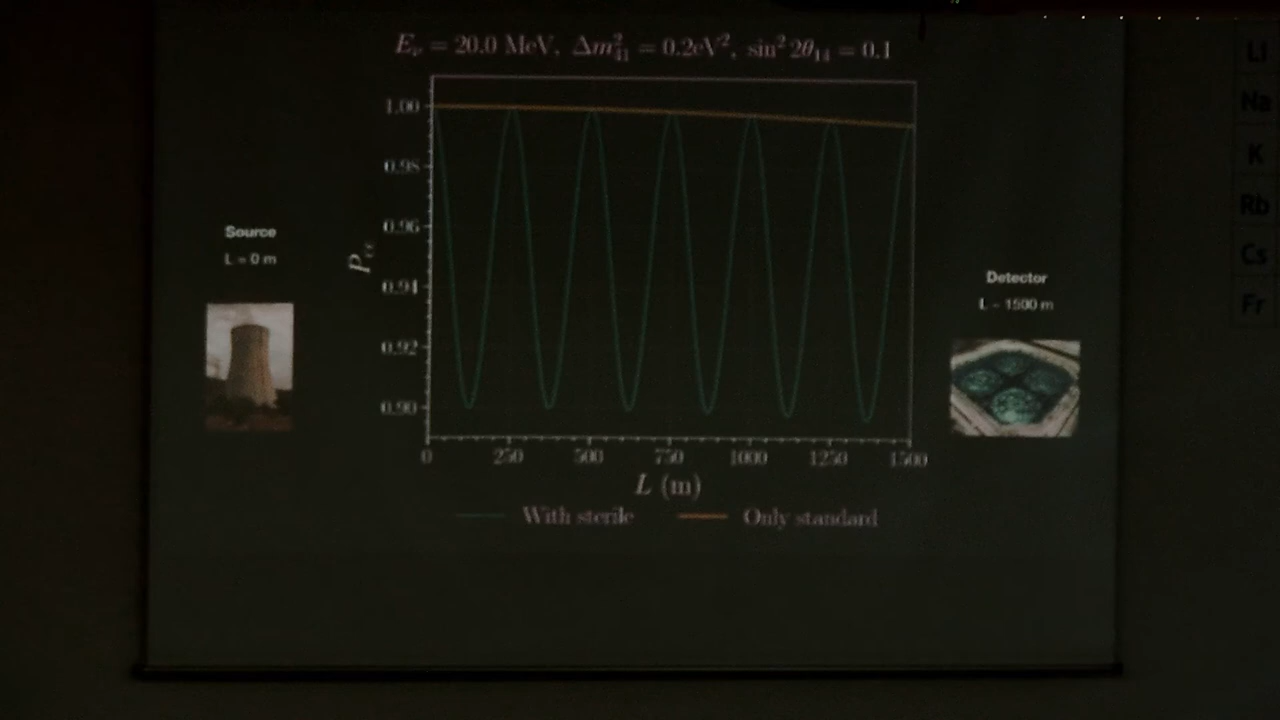 E_ν = 20.0 MeV, Δm²₄₁ = 0.2eV², sin² 2θ₁₄ = 0.1
1.00
0.98
0.96
0.94
0.92
0.90
P_ee
0 250 500 750 1000 1250 1500
L (m)
With sterile Only standard
Source
L = 0 m
Detector
L = 1500 m
Li
Na
K
Rb
Cs
Fr